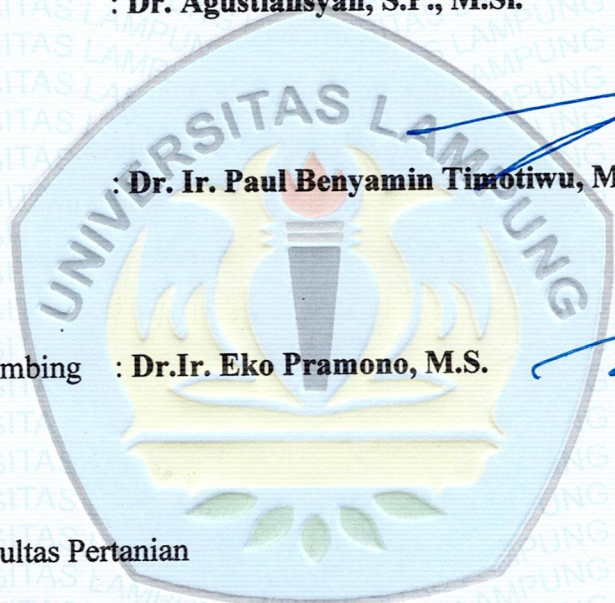 : Dr. Agustiansyah, S.P., M.Si.
UNIVERSITAS LAMPUNG
: Dr. Ir. Paul Benyamin Timotiwu, M
mbing : Dr.Ir. Eko Pramono, M.S.
ultas Pertanian